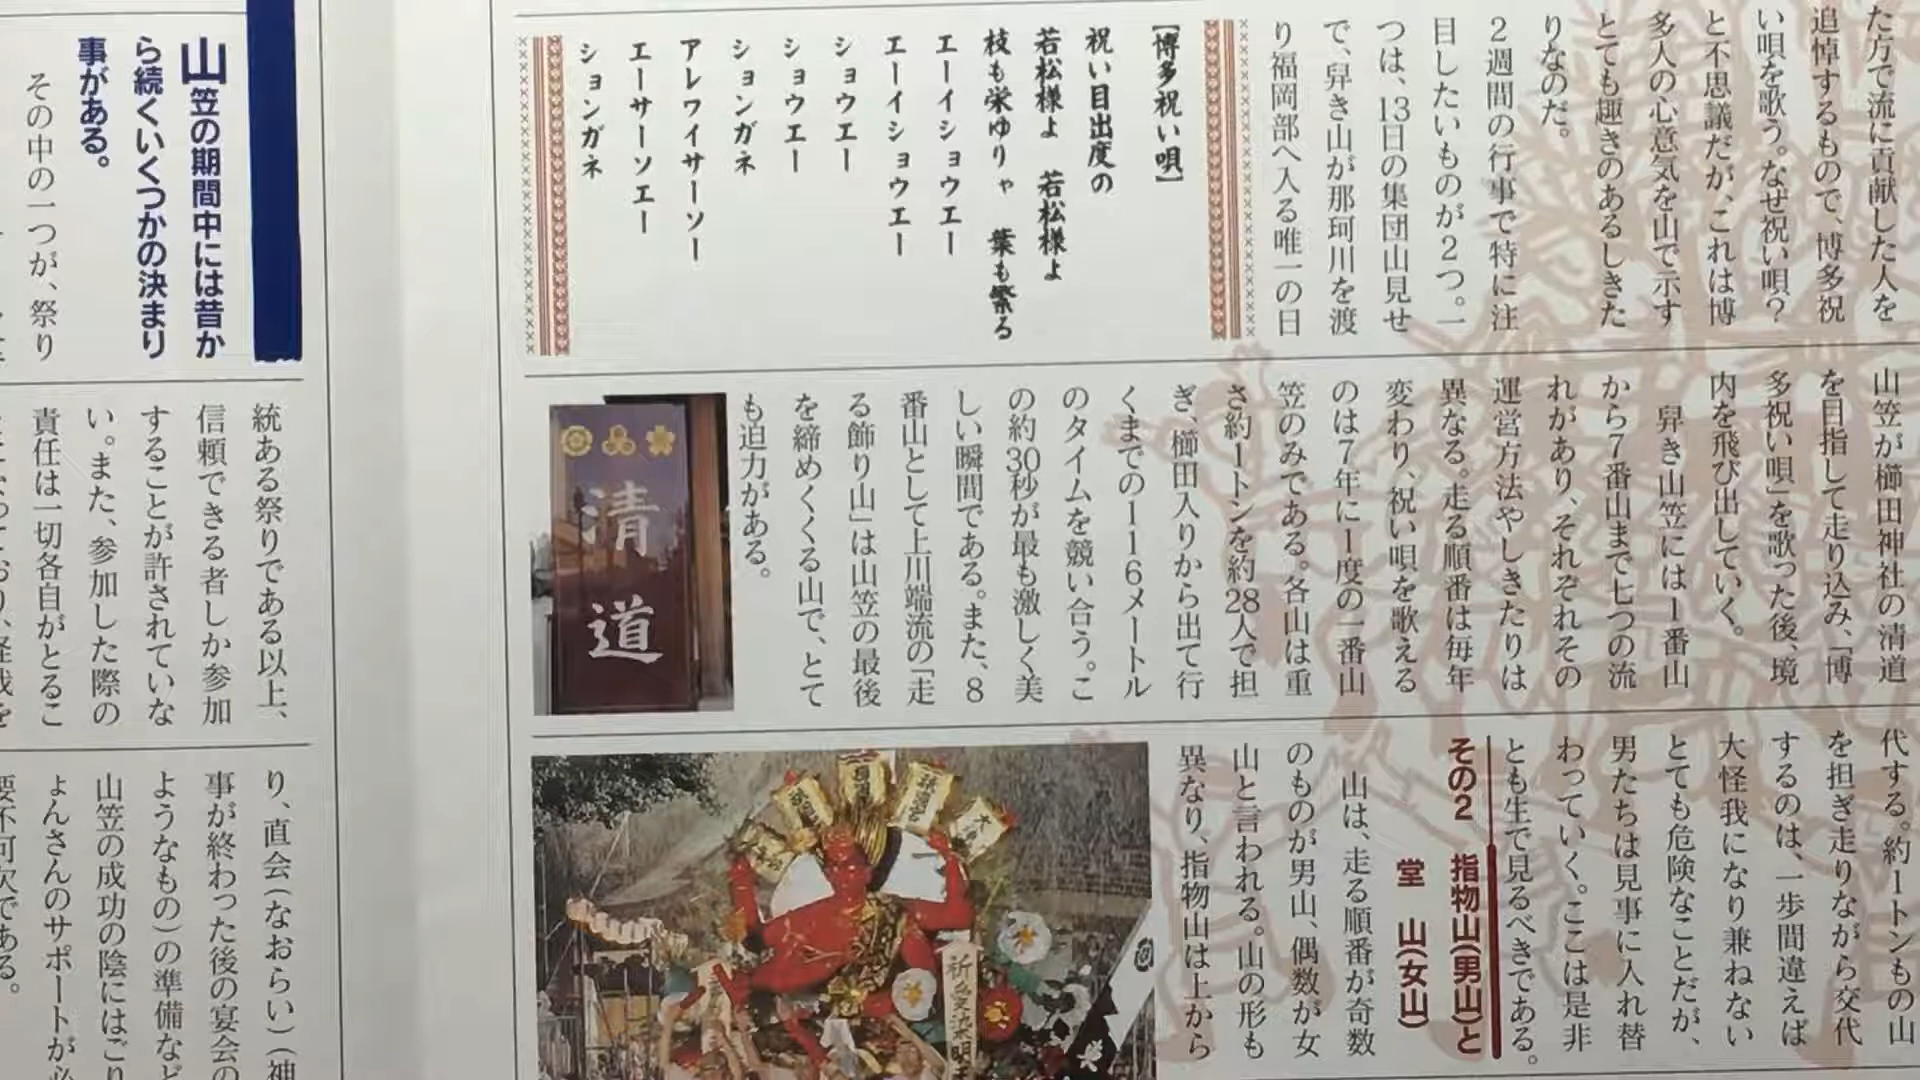 た方で流に貢献した人を
追悼するもので、博多祝
い唄を歌う。なぜ祝い唄？
と不思議だが、これは博
多人の心意気を山で示す
とても趣きのあるしきた
りなのだ。
２週間の行事で特に注
目したいものが２つ。一
つは、13日の集団山見せ
で、舁き山が那珂川を渡
り福岡部へ入る唯一の日
【博多祝い唄】
祝い目出度の
若松様よ　若松様よ
枝も栄ゆりゃ　葉も繁る
エーイショウエー
エーイショウエー
ショウエー
ショウエー
ションガネ
アレワイサーソー
エーサーソエー
ションガネ
山笠が櫛田神社の清道
を目指して走り込み、「博
多祝い唄」を歌った後、境
内を飛び出していく。
舁き山笠には１番山
から７番山まで七つの流
れがあり、それぞれその
運営方法やしきたりは
異なる。走る順番は毎年
変わり、祝い唄を歌える
のは７年に１度の一番山
笠のみである。各山は重
さ約１トンを約28人で担
ぎ、櫛田入りから出て行
くまでの１１６メートル
のタイムを競い合う。こ
の約30秒が最も激しく美
しい瞬間である。また、８
番山として上川端流の「走
る飾り山」は山笠の最後
を締めくくる山で、とて
も迫力がある。
清道
代する。約１トンもの山
を担ぎ走りながら交代
するのは、一歩間違えば
大怪我になり兼ねない
とても危険なことだが、
男たちは見事に入れ替
わっていく。ここは是非
とも生で見るべきである。
その2　指物山(男山)と
堂　山(女山)
山は、走る順番が奇数
のものが男山、偶数が女
山と言われる。山の形も
異なり、指物山は上から
山笠の期間中には昔か
ら続くいくつかの決まり
事がある。
その中の一つが、祭り
統ある祭りである以上、
信頼できる者しか参加
することが許されていな
い。また、参加した際の
責任は一切各自がとるこ
り、直会(なおらい)(神
事が終わった後の宴会の
ようなもの)の準備など
山笠の成功の陰にはごり
ょんさんのサポートが必
要不可欠である。